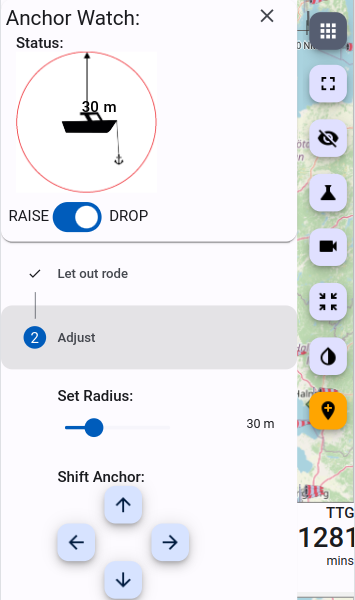 Anchor Watch:
Status:
30 m
RAISE DROP
Let out rode
2 Adjust
Set Radius:
30 m
Shift Anchor:
TTG
1281
mins